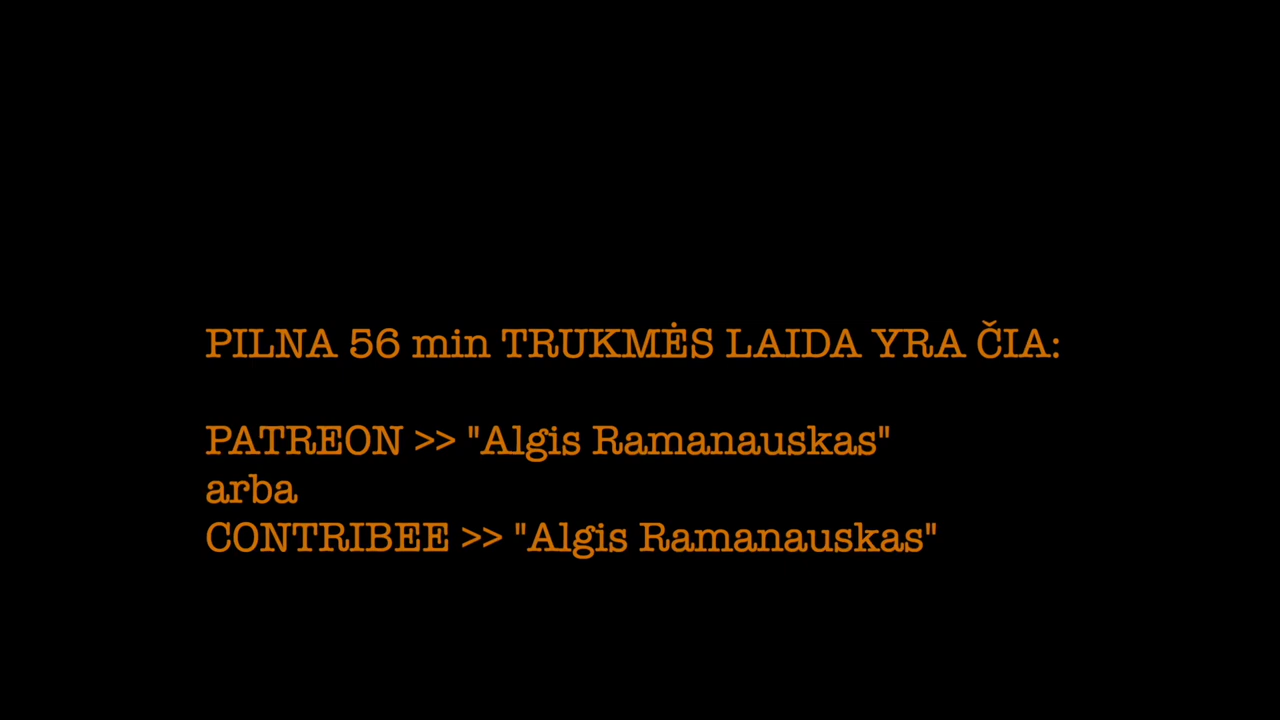 PILNA 56 min TRUKMĖS LAIDA YRA ČIA:
PATREON >> "Algis Ramanauskas"
arba
CONTRIBEE >> "Algis Ramanauskas"